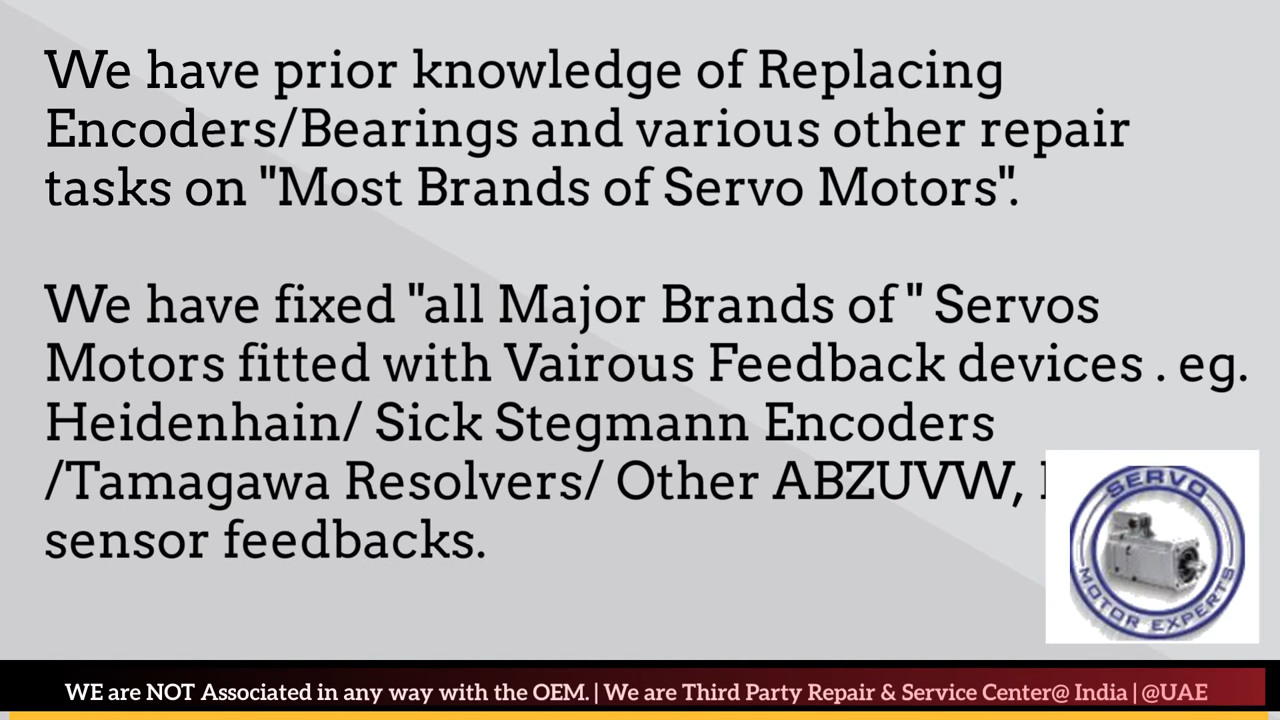 We have prior knowledge of Replacing
Encoders/Bearings and various other repair
tasks on "Most Brands of Servo Motors".
We have fixed "all Major Brands of " Servos
Motors fitted with Vairous Feedback devices . eg.
Heidenhain/ Sick Stegmann Encoders
/Tamagawa Resolvers/ Other ABZUVW,
sensor feedbacks.
SERVO
MOTOR EXPERTS
WE are NOT Associated in any way with the OEM. | We are Third Party Repair & Service Center@ India | @UAE